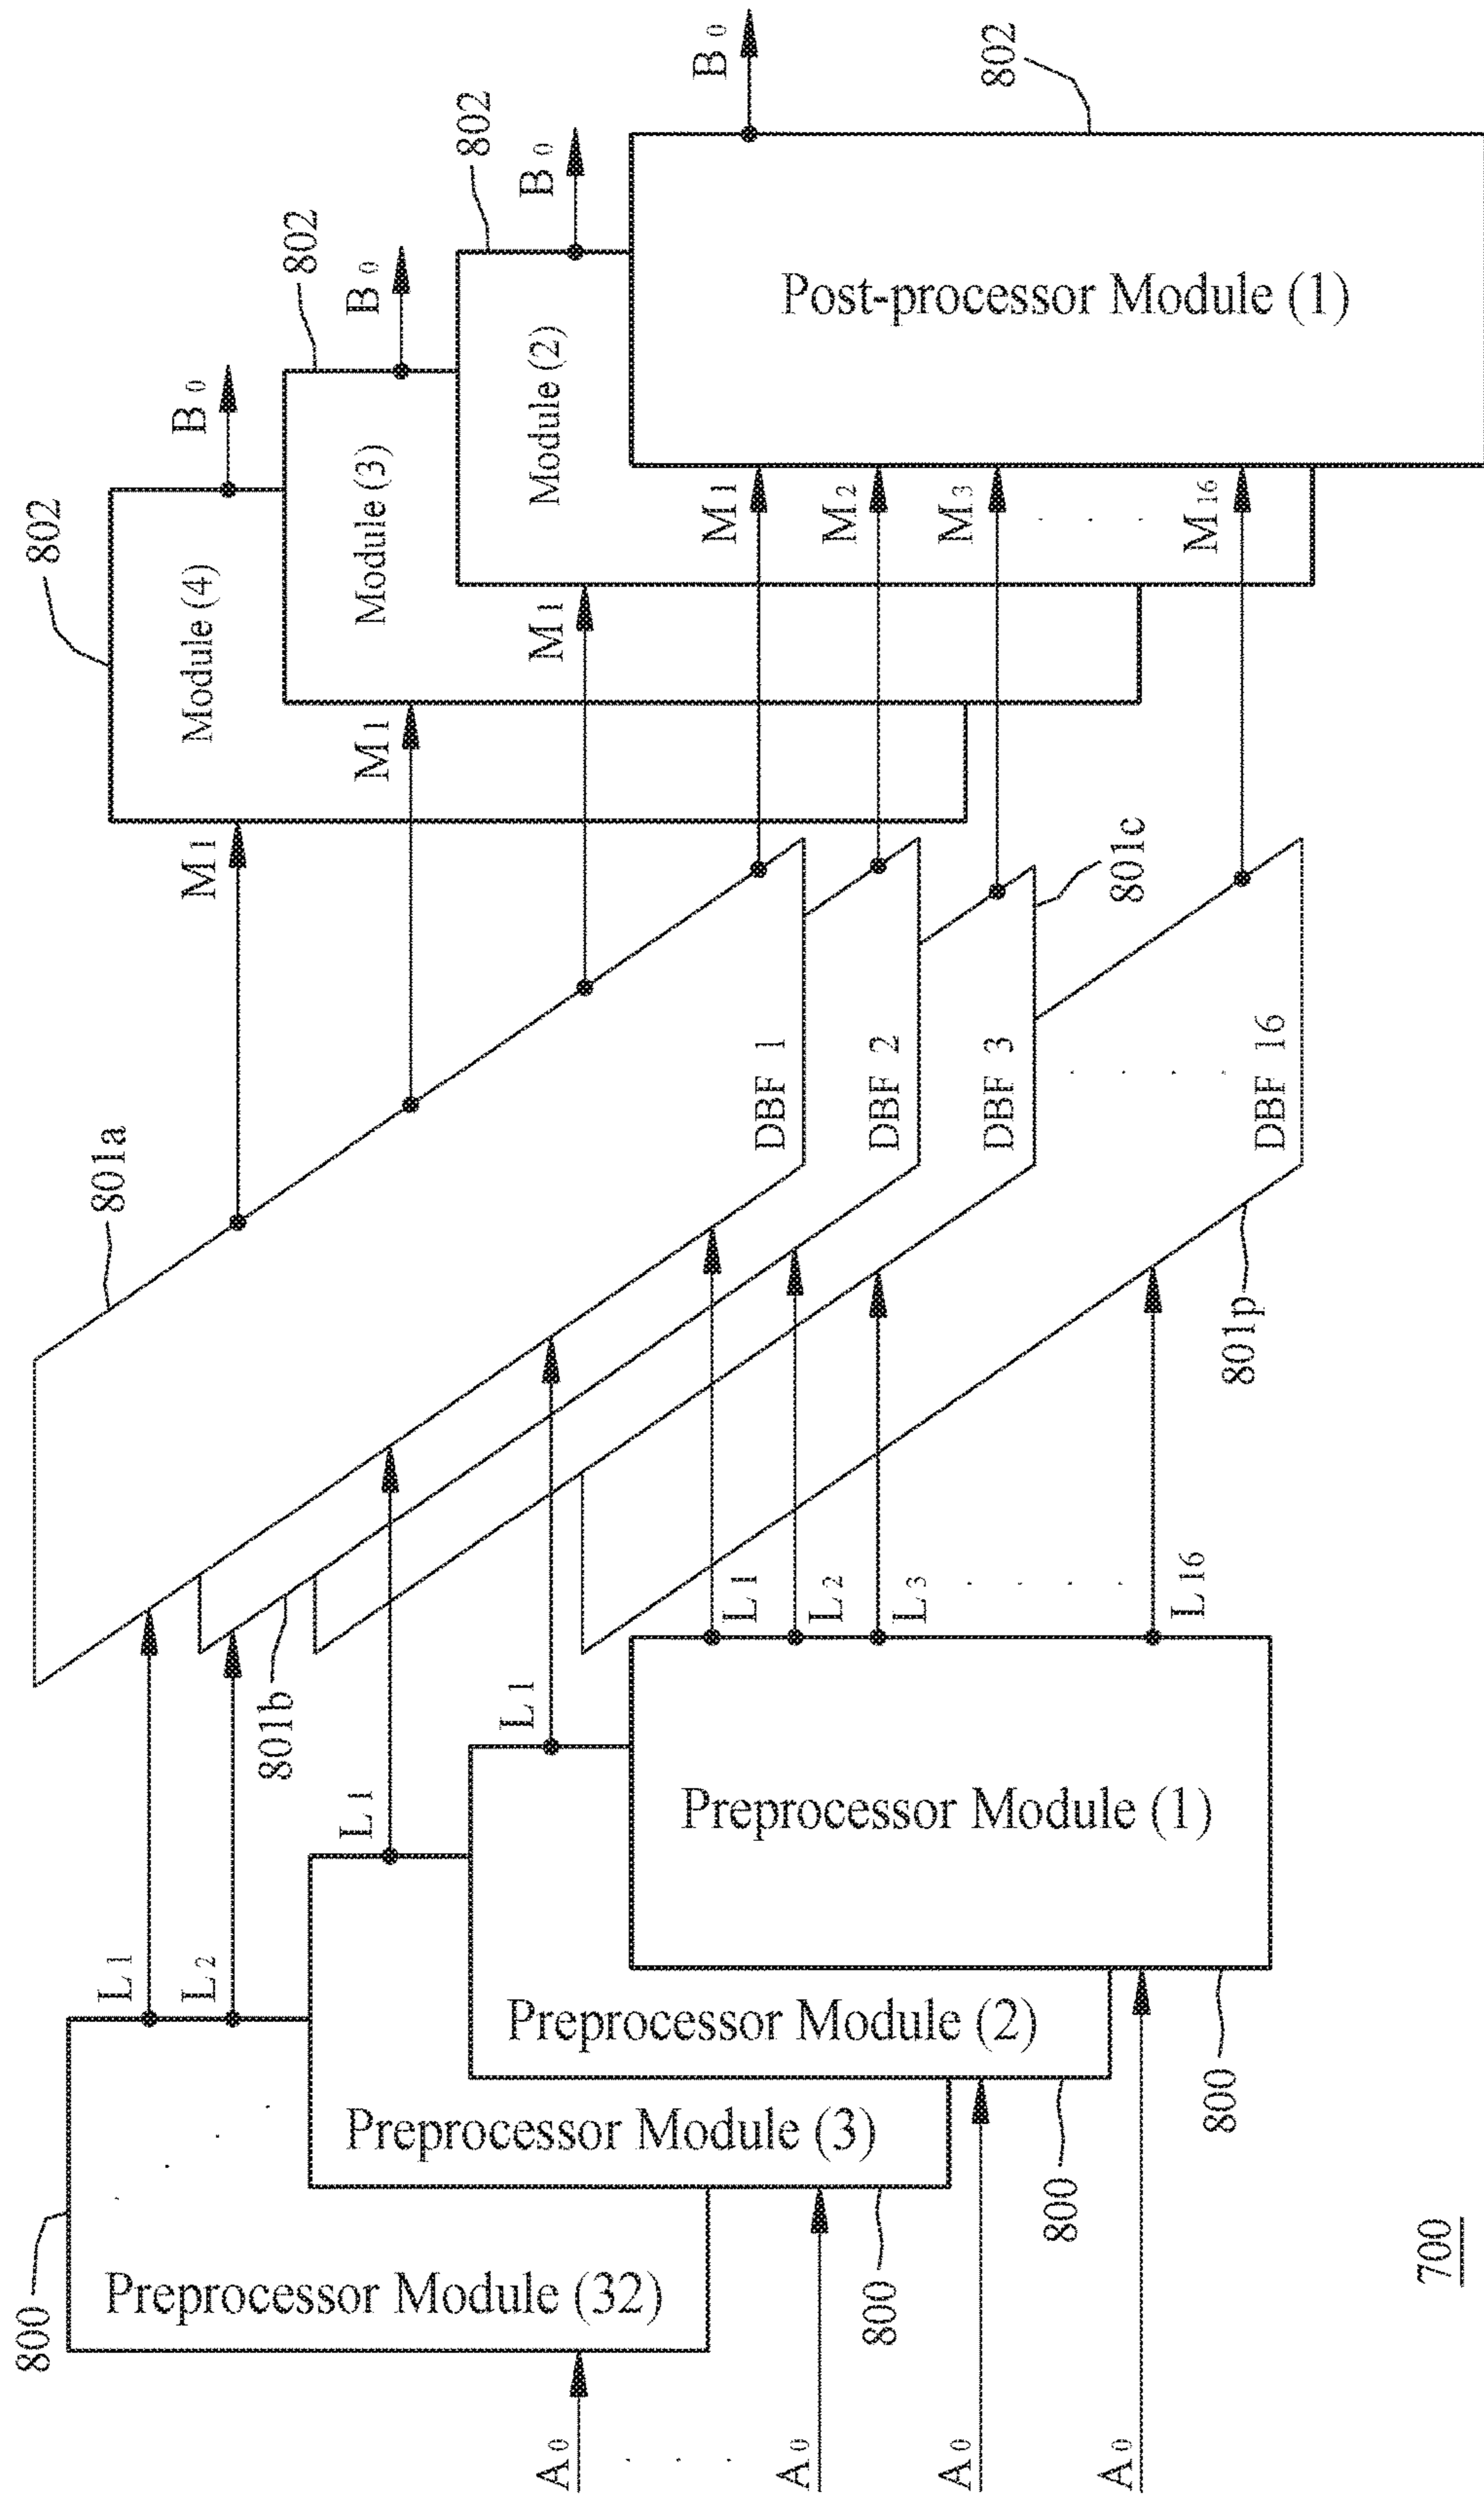 800
Preprocessor Module (32)
A0
Preprocessor Module (3)
800
A0
Preprocessor Module (2)
800
A0
Preprocessor Module (1)
800
A0
L1
L2
L1
L1
L1
L2
L3
L16
801a
801b
DBF 1
DBF 2
DBF 3
801c
DBF 16
801p
M1
M1
M1
M1
M2
M3
M16
802
Module (4)
B0
802
Module (3)
B0
802
Module (2)
B0
802
Post-processor Module (1)
B0
700